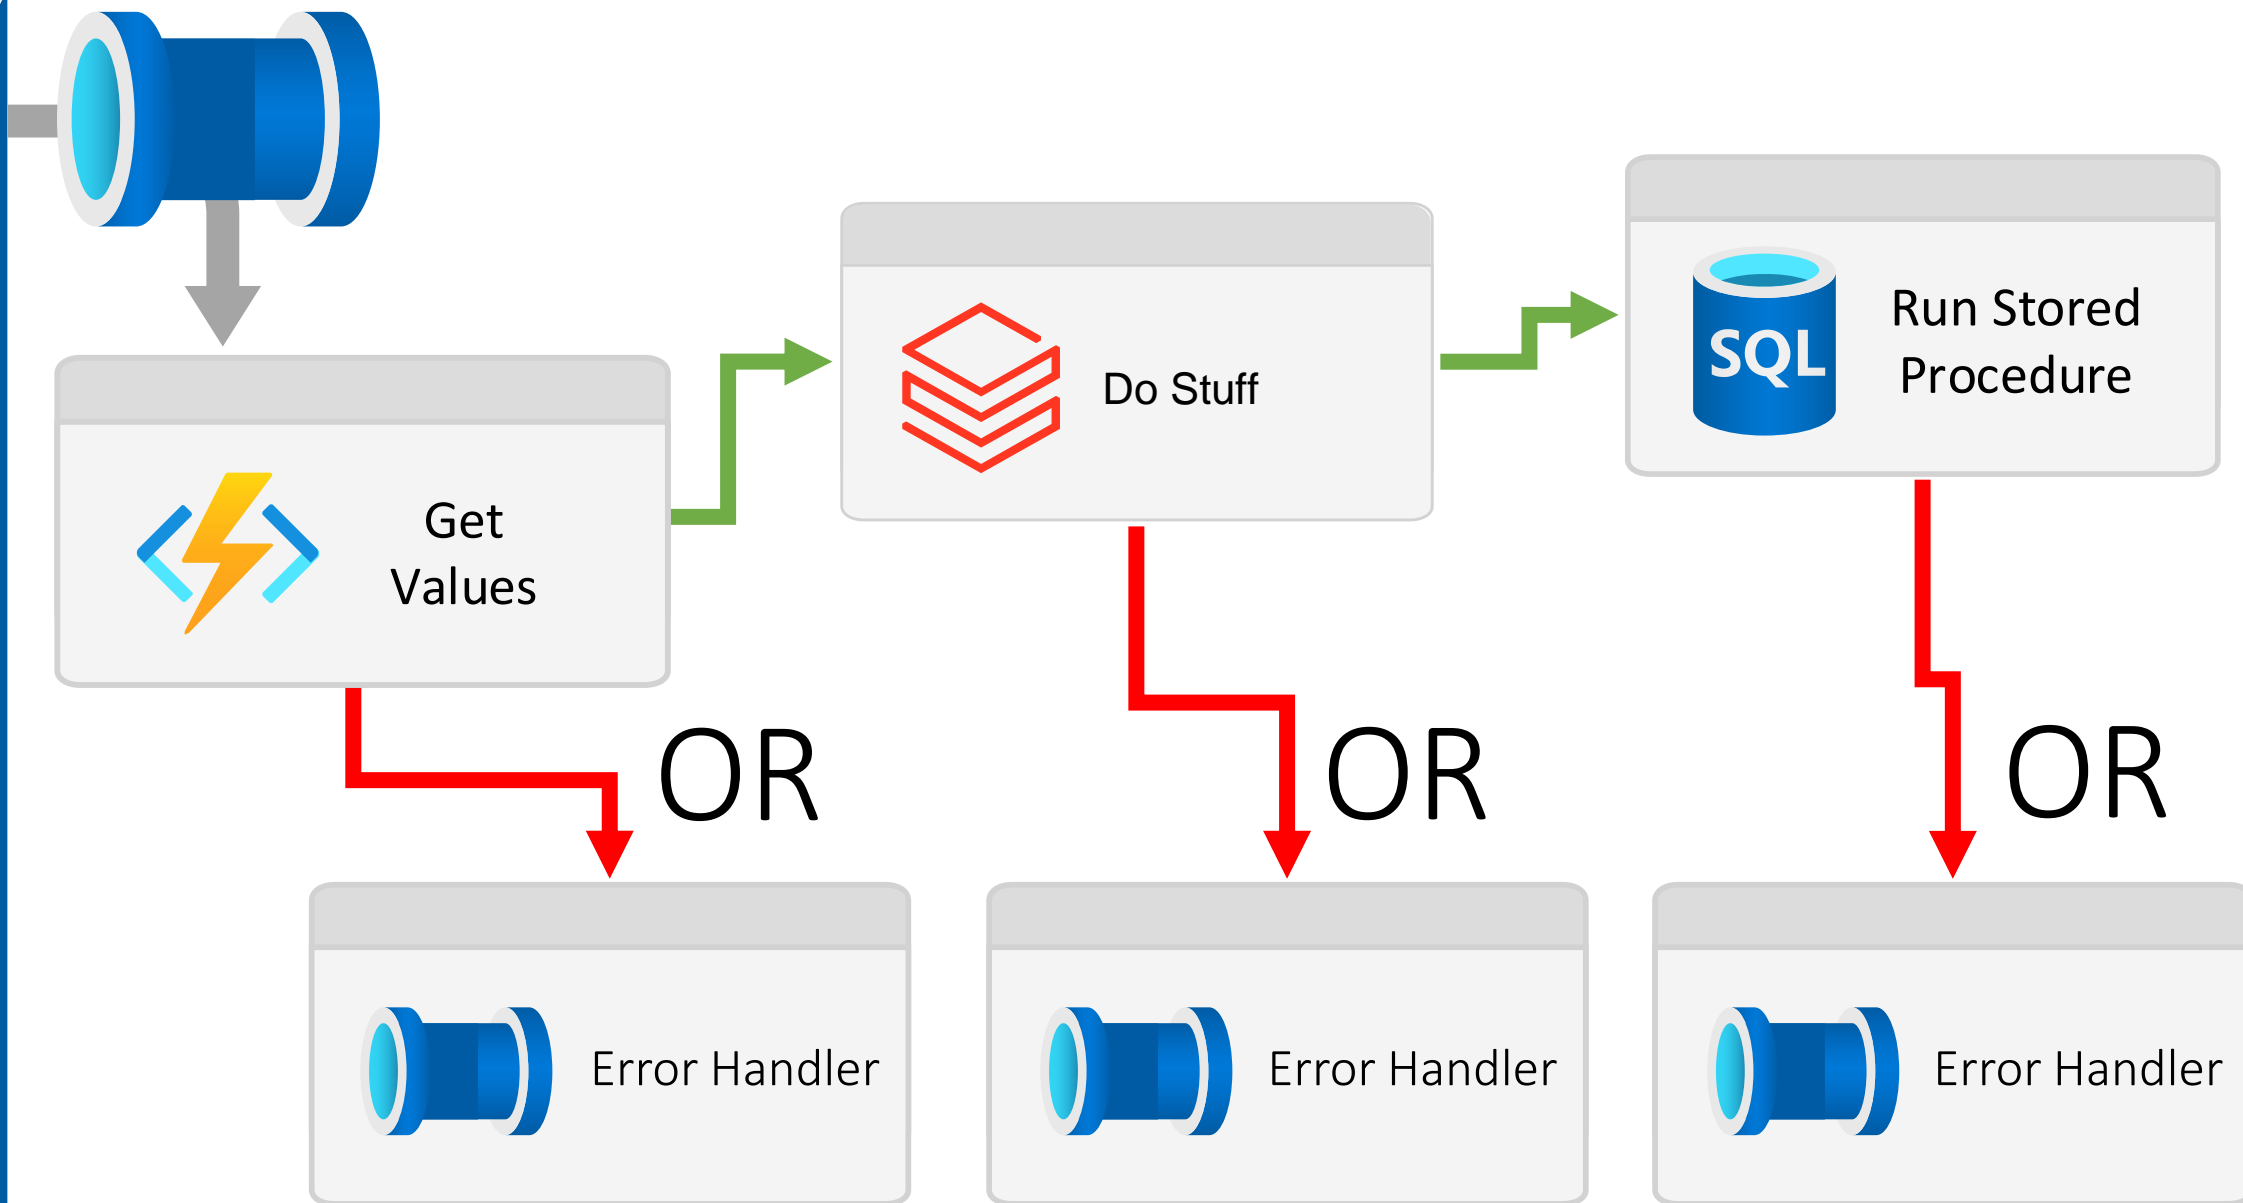 Get
Values
Do Stuff
SQL
Run Stored
Procedure
OR
OR
OR
Error Handler
Error Handler
Error Handler